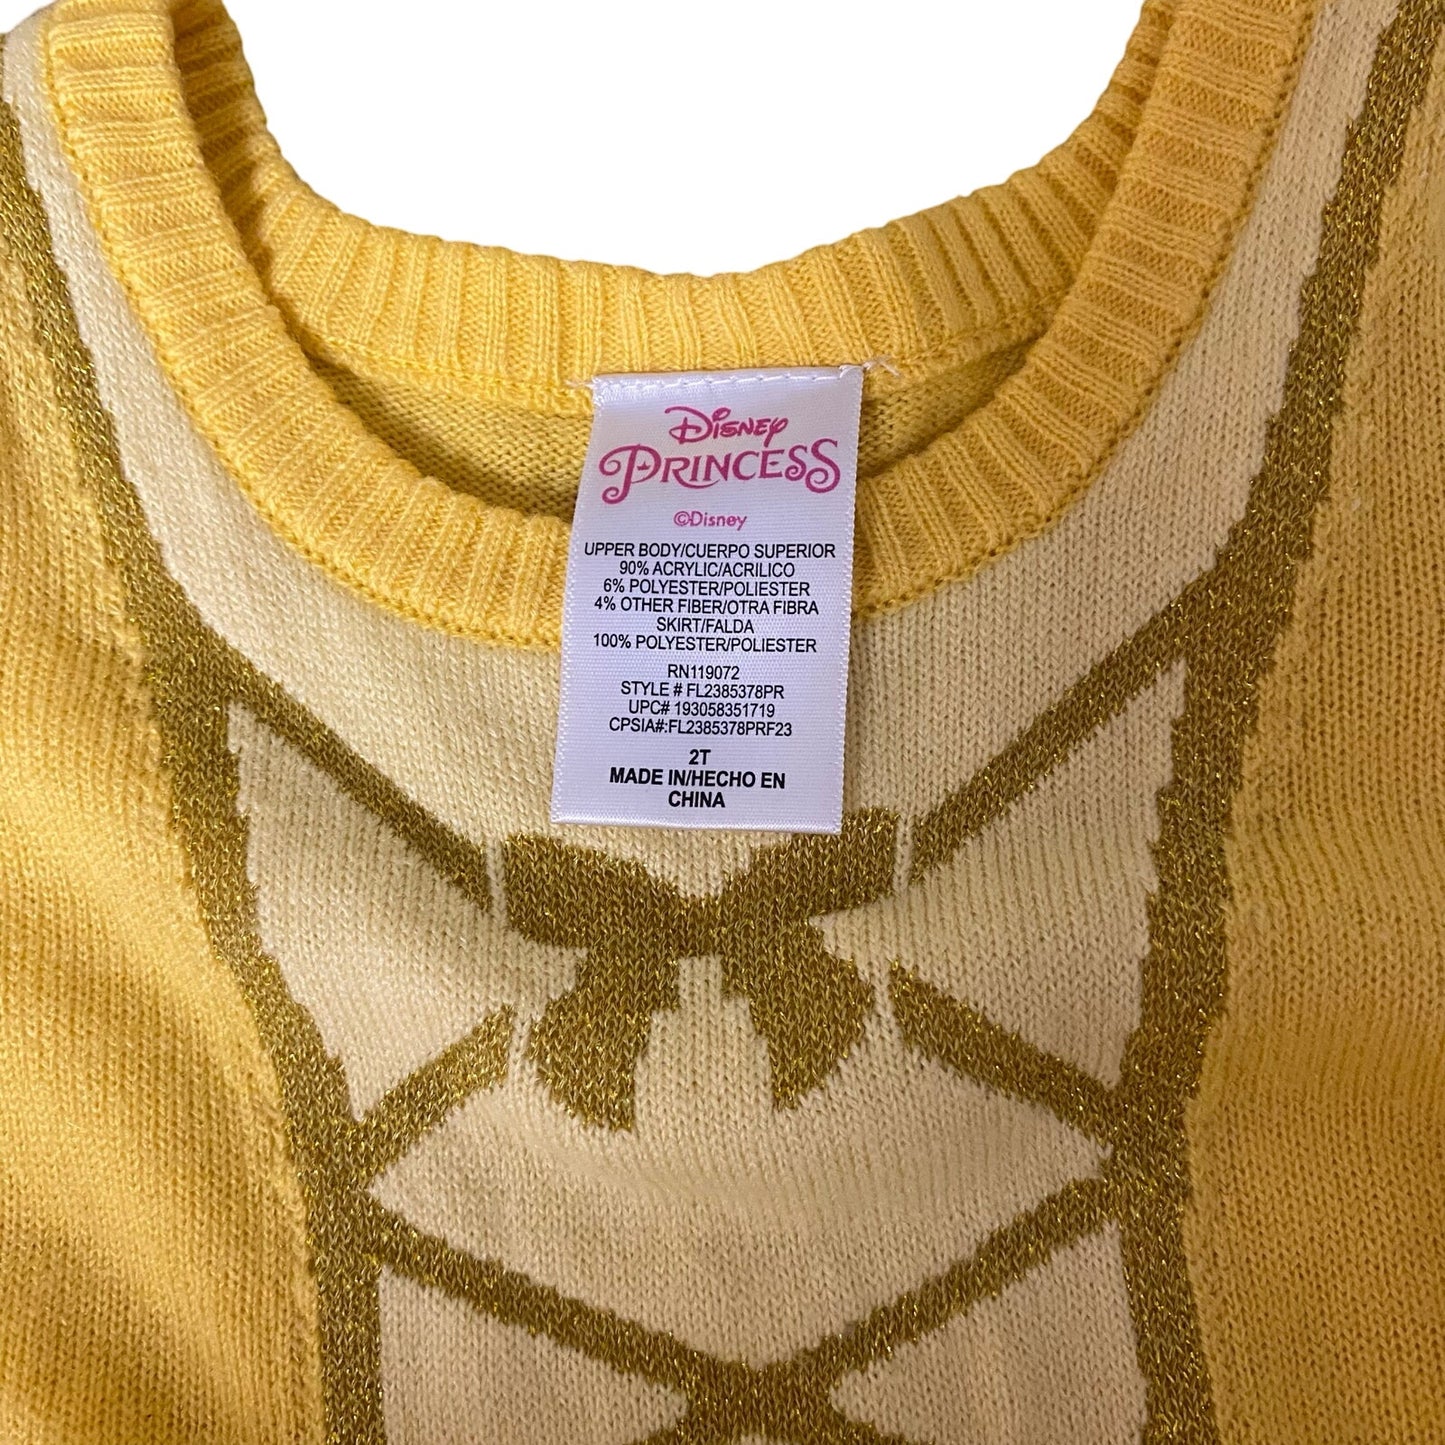 Disney
PRINCESS
©Disney
UPPER BODY/CUERPO SUPERIOR
90% ACRYLIC/ACRILICO
6% POLYESTER/POLIESTER
4% OTHER FIBER/OTRA FIBRA
SKIRT/FALDA
100% POLYESTER/POLIESTER
RN119072
STYLE # FL2385378PR
UPC# 193058351719
CPSIA#:FL2385378PRF23
2T
MADE IN/HECHO EN
CHINA